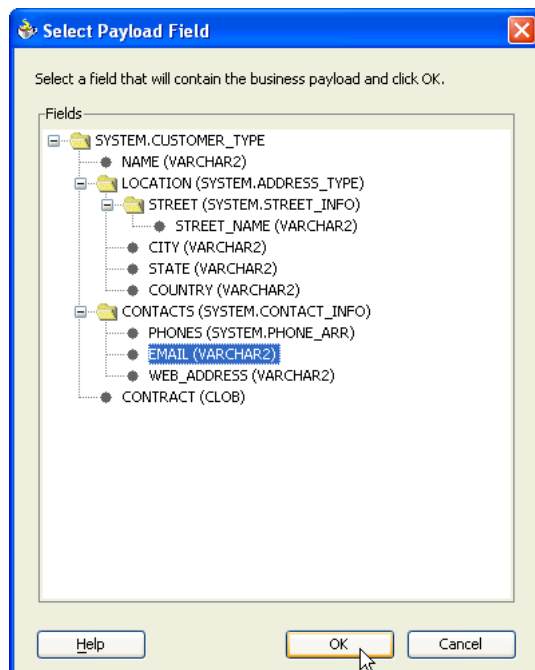 Select Payload Field
Select a field that will contain the business payload and click OK.
Fields
SYSTEM.CUSTOMER_TYPE
NAME (VARCHAR2)
LOCATION (SYSTEM.ADDRESS_TYPE)
STREET (SYSTEM.STREET_INFO)
STREET_NAME (VARCHAR2)
CITY (VARCHAR2)
STATE (VARCHAR2)
COUNTRY (VARCHAR2)
CONTACTS (SYSTEM.CONTACT_INFO)
PHONES (SYSTEM.PHONE_ARR)
EMAIL (VARCHAR2)
WEB_ADDRESS (VARCHAR2)
CONTRACT (CLOB)
Help OK Cancel